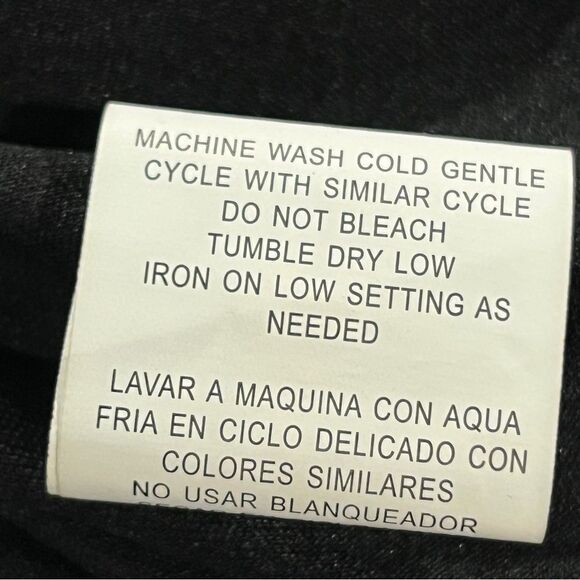 MACHINE WASH COLD GENTLE
CYCLE WITH SIMILAR CYCLE
DO NOT BLEACH
TUMBLE DRY LOW
IRON ON LOW SETTING AS
NEEDED
LAVAR A MAQUINA CON AQUA
FRIA EN CICLO DELICADO CON
COLORES SIMILARES
NO USAR BLANQUEADOR